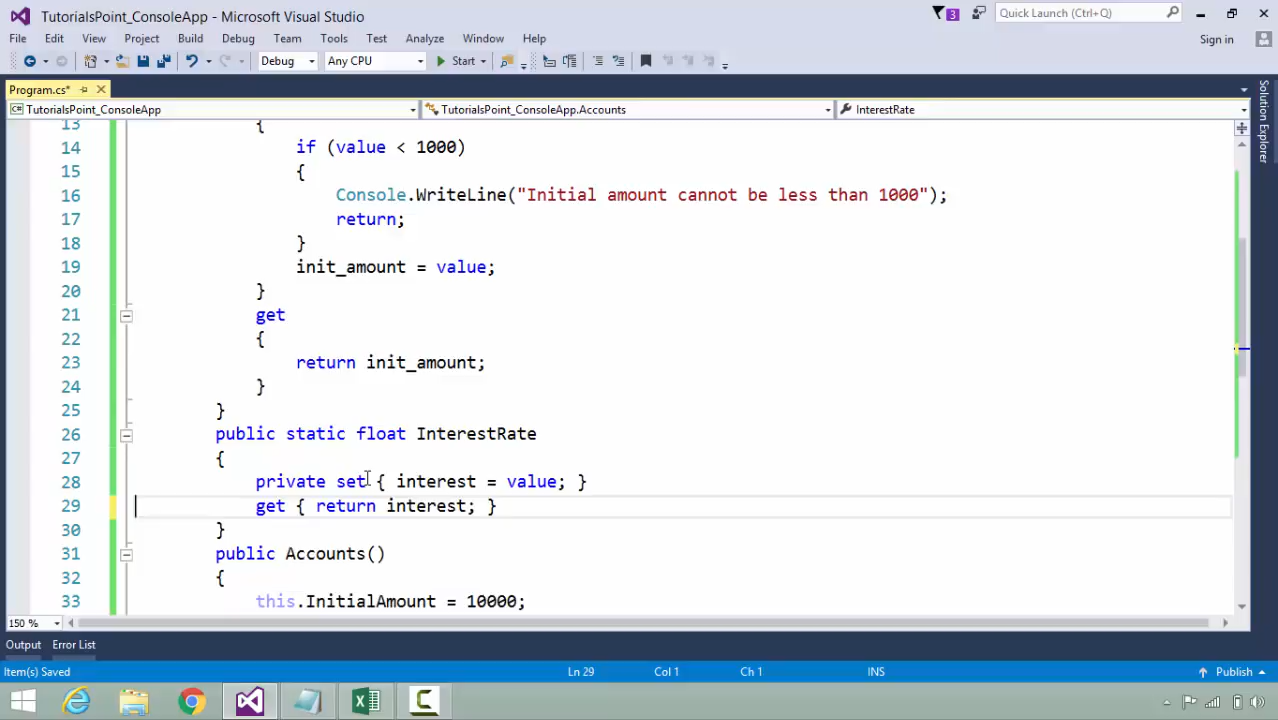 TutorialsPoint_ConsoleApp - Microsoft Visual Studio
3
Quick Launch (Ctrl+Q)
File Edit View Project Build Debug Team Tools Test Analyze Window Help
Sign in
Debug Any CPU Start
Program.cs*
TutorialsPoint_ConsoleApp TutorialsPoint_ConsoleApp.Accounts InterestRate
Solution Explorer
13 {
14 if (value < 1000)
15 {
16 Console.WriteLine("Initial amount cannot be less than 1000");
17 return;
18 }
19 init_amount = value;
20 }
21 get
22 {
23 return init_amount;
24 }
25 }
26 public static float InterestRate
27 {
28 private set { interest = value; }
29 get { return interest; }
30 }
31 public Accounts()
32 {
33 this.InitialAmount = 10000;
150 %
Output Error List
Item(s) Saved Ln 29 Col 1 Ch 1 INS Publish